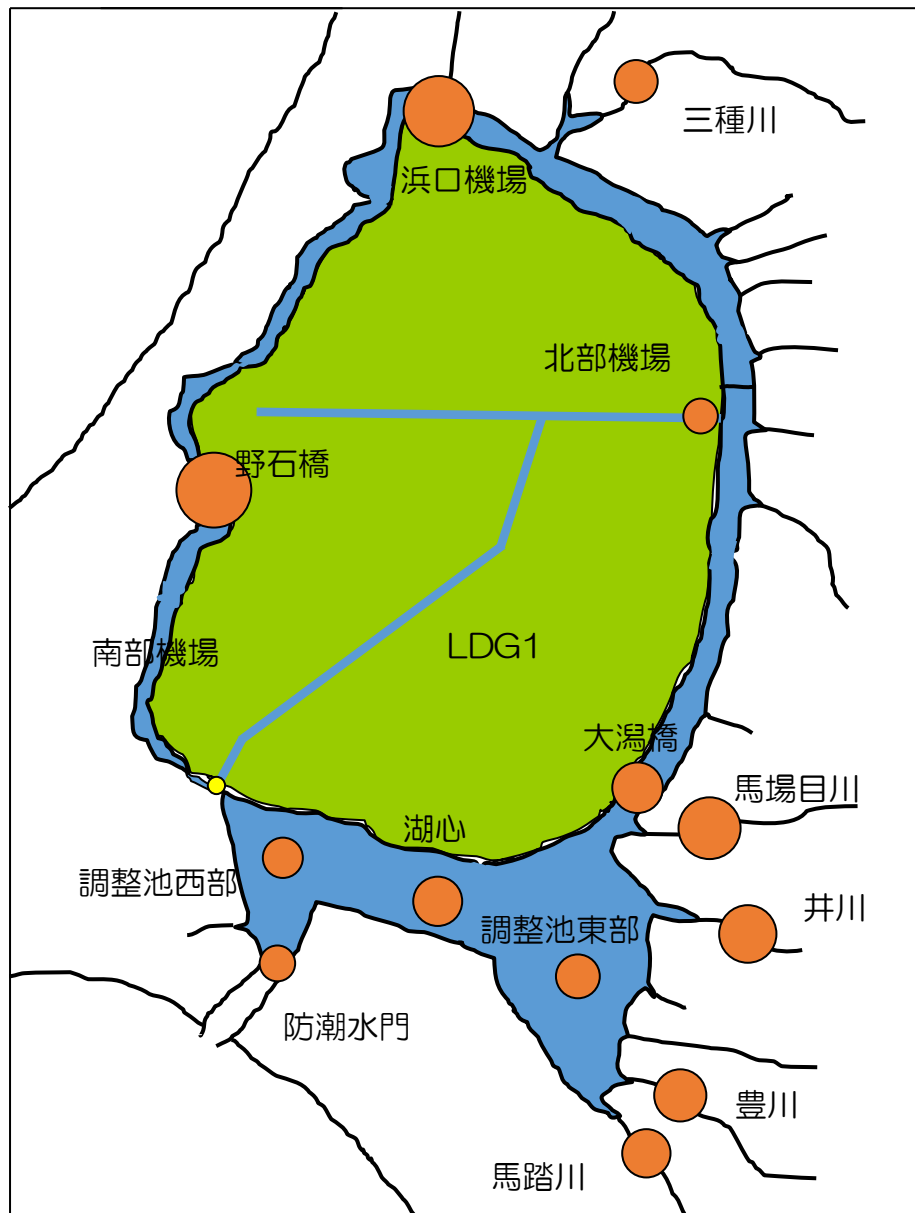 三種川
浜口機場
北部機場
野石橋
LDG1
南部機場
大潟橋
馬場目川
湖心
調整池西部
井川
調整池東部
防潮水門
豊川
馬踏川